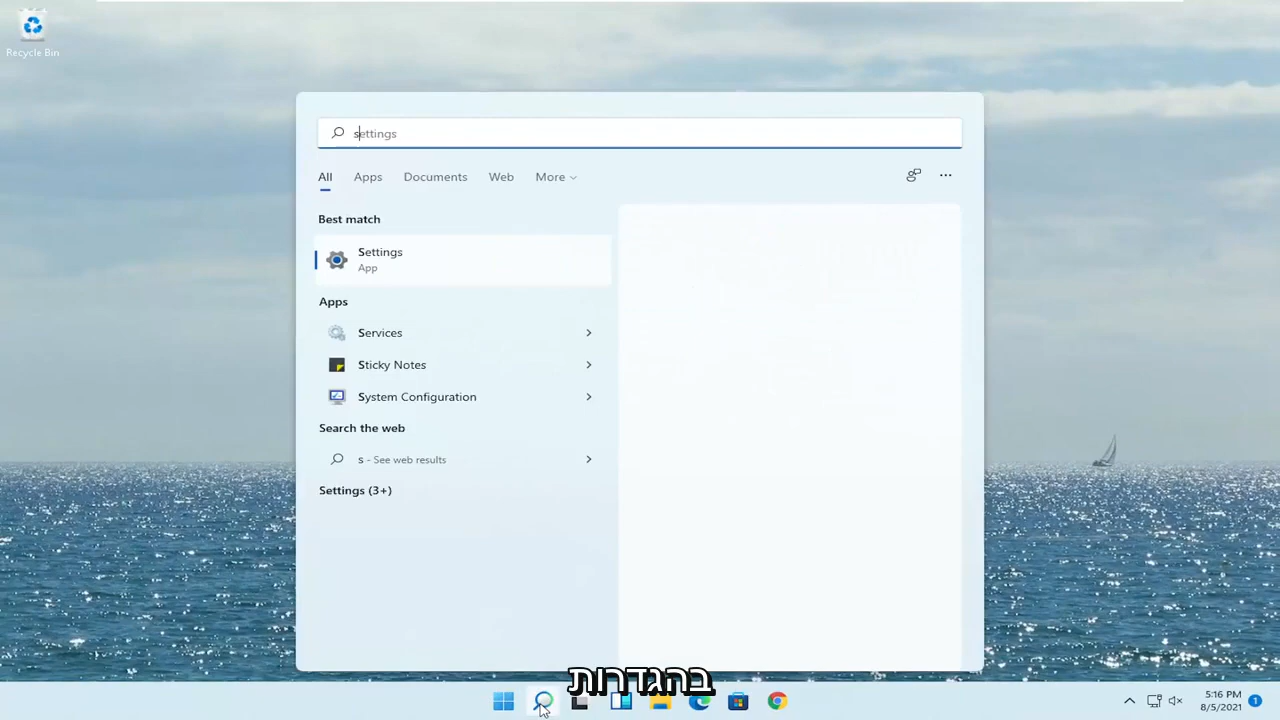 Recycle Bin
settings
All Apps Documents Web More
Best match
Settings
App
Apps
Services
Sticky Notes
System Configuration
Search the web
s - See web results
Settings (3+)
בהגדרות
5:16 PM
8/5/2021
1